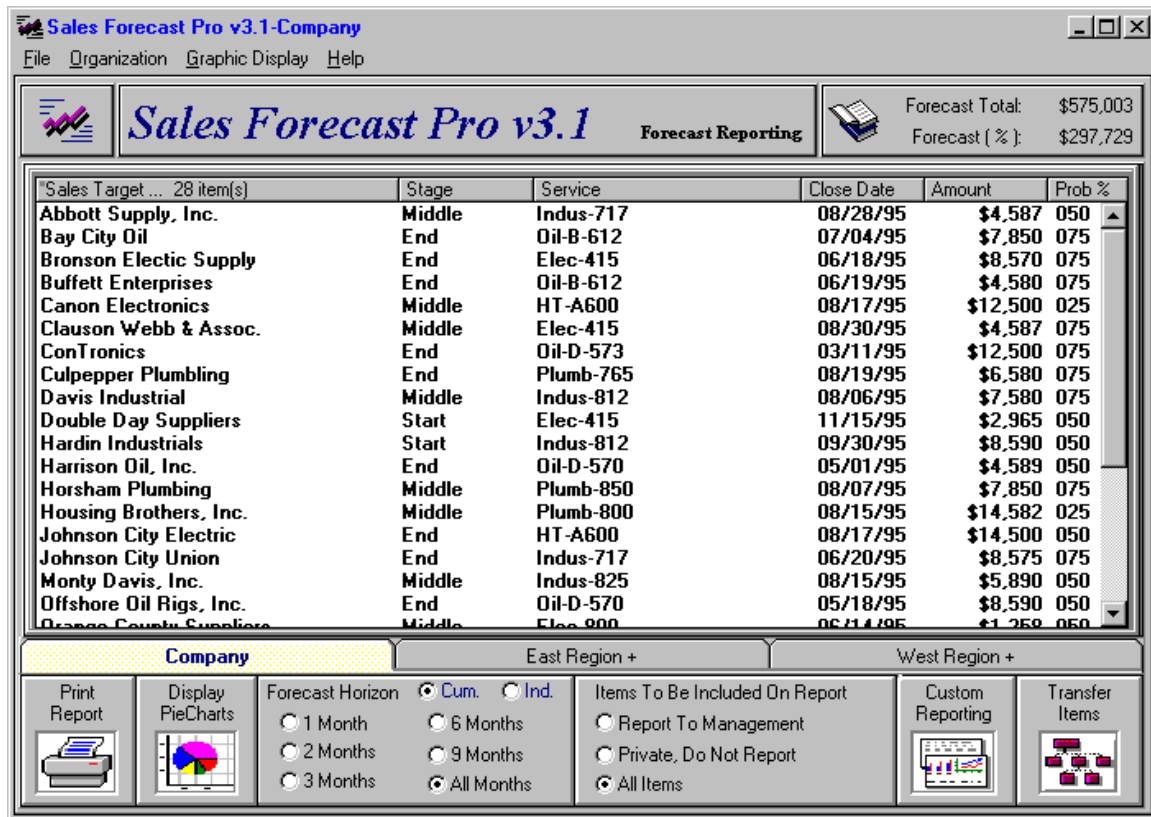 Sales Forecast Pro v3.1-Company
File Organization Graphic Display Help
Sales Forecast Pro v3.1 Forecast Reporting
Forecast Total: $575,003
Forecast ( % ): $297,729
"Sales Target ... 28 item(s) Stage Service Close Date Amount Prob %
Abbott Supply, Inc. Middle Indus-717 08/28/95 $4,587 050
Bay City Oil End Oil-B-612 07/04/95 $7,850 075
Bronson Electic Supply End Elec-415 06/18/95 $8,570 075
Buffett Enterprises End Oil-B-612 06/19/95 $4,580 075
Canon Electronics Middle HT-A600 08/17/95 $12,500 025
Clauson Webb & Assoc. Middle Elec-415 08/30/95 $4,587 075
ConTronics End Oil-D-573 03/11/95 $12,500 075
Culpepper Plumbling End Plumb-765 08/19/95 $6,580 075
Davis Industrial Middle Indus-812 08/06/95 $7,580 075
Double Day Suppliers Start Elec-415 11/15/95 $2,965 050
Hardin Industrials Start Indus-812 09/30/95 $8,590 050
Harrison Oil, Inc. End Oil-D-570 05/01/95 $4,589 050
Horsham Plumbing Middle Plumb-850 08/07/95 $7,850 075
Housing Brothers, Inc. Middle Plumb-800 08/15/95 $14,582 025
Johnson City Electric End HT-A600 08/17/95 $14,500 050
Johnson City Union End Indus-717 06/20/95 $8,575 075
Monty Davis, Inc. Middle Indus-825 08/15/95 $5,890 050
Offshore Oil Rigs, Inc. End Oil-D-570 05/18/95 $8,590 050
Orange County Suppliers Middle Elec-800 06/14/95 $1,258 050
Company East Region + West Region +
Print Report
Display PieCharts
Forecast Horizon Cum. Ind.
1 Month 6 Months
2 Months 9 Months
3 Months All Months
Items To Be Included On Report
Report To Management
Private, Do Not Report
All Items
Custom Reporting
Transfer Items